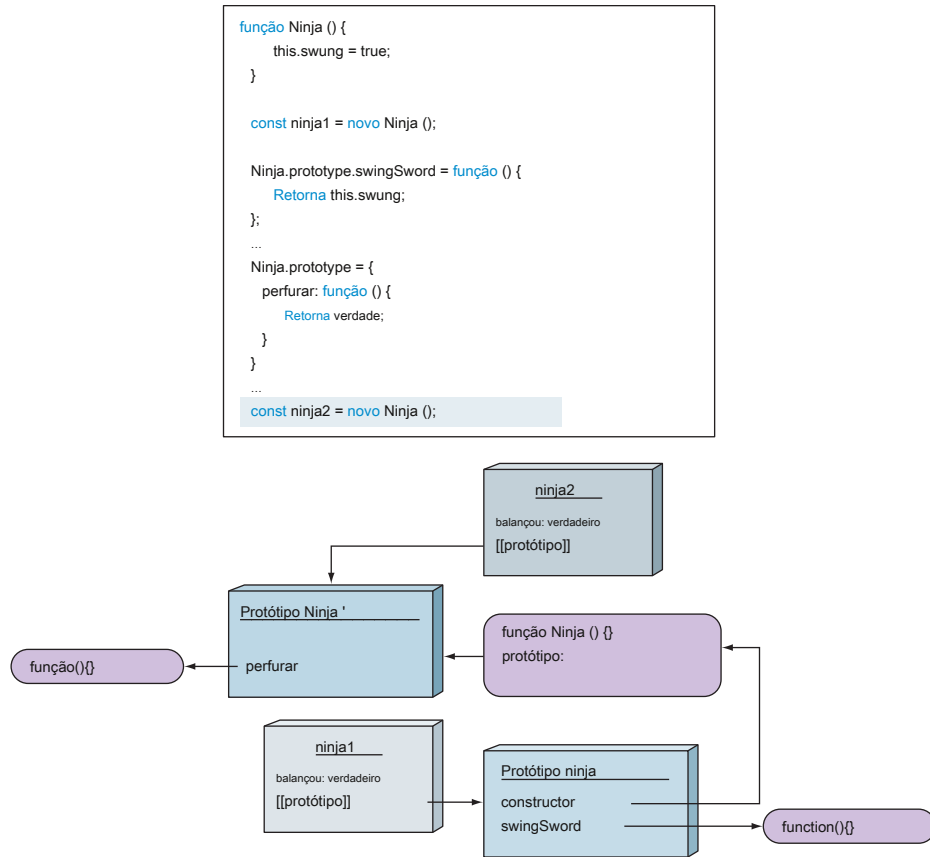 função Ninja () {
this.swung = true;
}
const ninja1 = novo Ninja ();
Ninja.prototype.swingSword = função () {
Retorna this.swung;
};
...
Ninja.prototype = {
perfurar: função () {
Retorna verdade;
}
}
...
const ninja2 = novo Ninja ();
ninja2
balançou: verdadeiro
[[protótipo]]
Protótipo Ninja '
perfurar
função(){}
função Ninja () {}
protótipo:
ninja1
balançou: verdadeiro
[[protótipo]]
Protótipo ninja
constructor
swingSword
function(){}